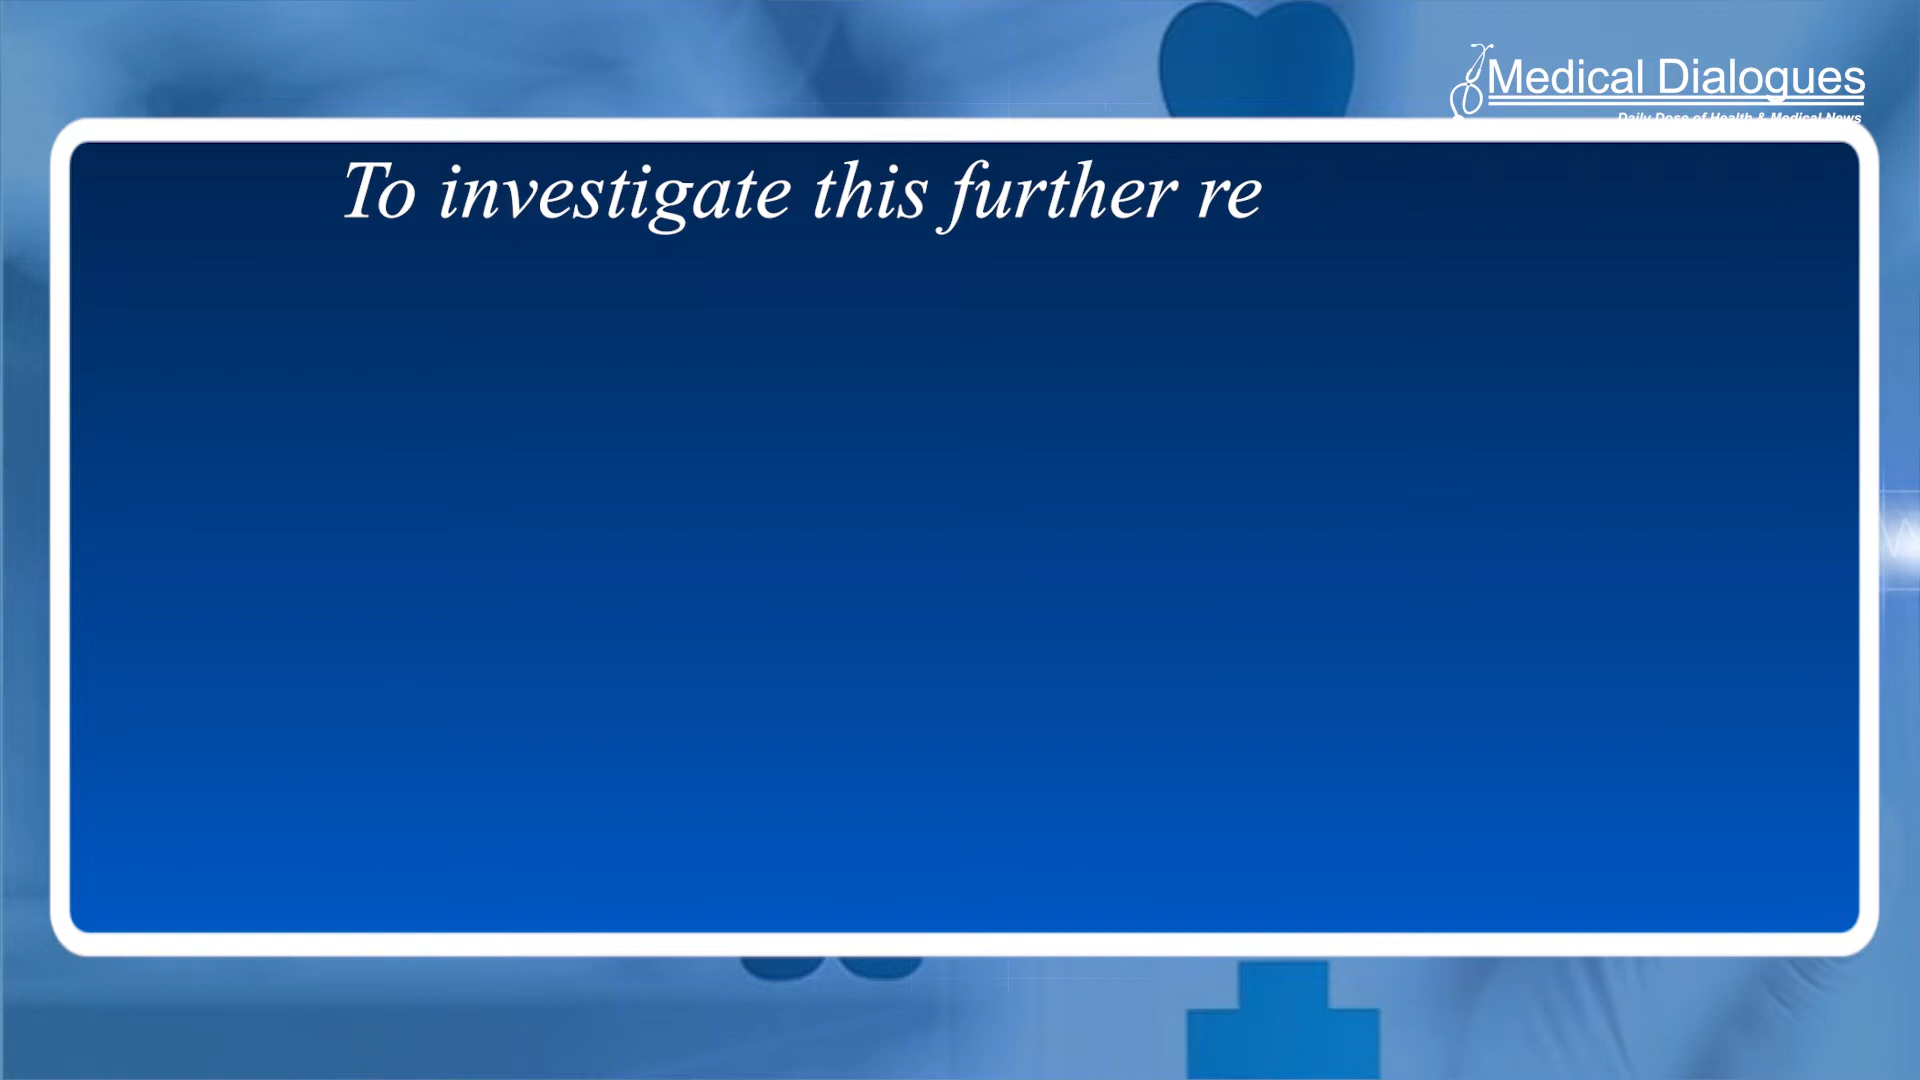 Medical Dialogues
Daily Dose of Health & Medical News
To investigate this further re